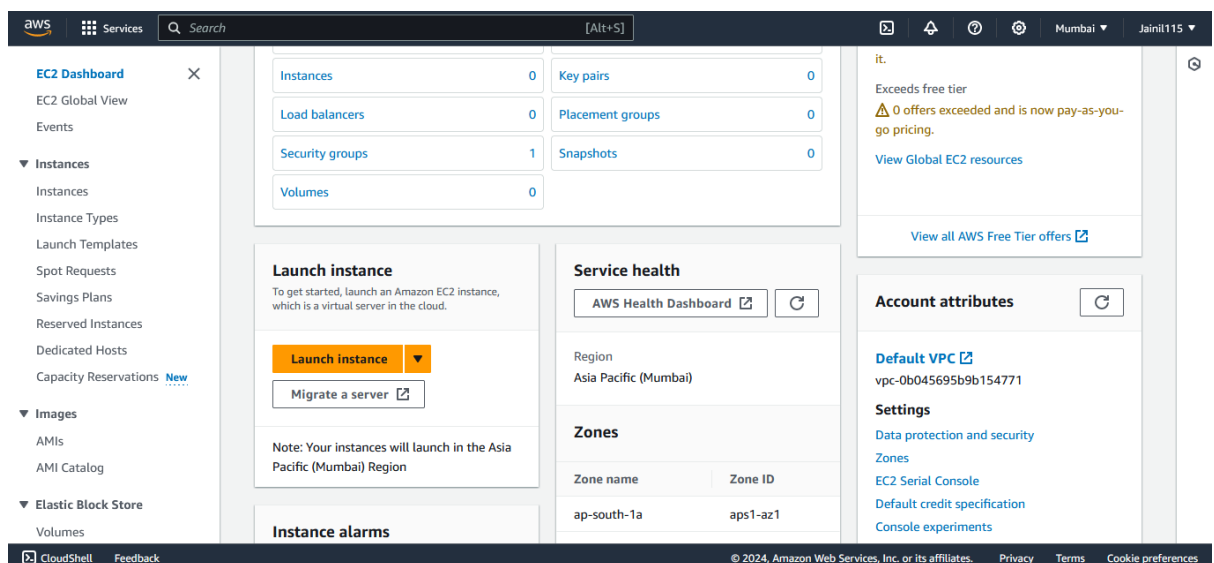 aws
Services
Search
[Alt+S]
Mumbai ▼
Jainil115 ▼
EC2 Dashboard
EC2 Global View
Events
Instances
Instances
Instance Types
Launch Templates
Spot Requests
Savings Plans
Reserved Instances
Dedicated Hosts
Capacity Reservations New
Images
AMIs
AMI Catalog
Elastic Block Store
Volumes
Instances 0
Key pairs 0
Load balancers 0
Placement groups 0
Security groups 1
Snapshots 0
Volumes 0
Launch instance
To get started, launch an Amazon EC2 instance,
which is a virtual server in the cloud.
Launch instance
Migrate a server
Note: Your instances will launch in the Asia
Pacific (Mumbai) Region
Instance alarms
Service health
AWS Health Dashboard
Region
Asia Pacific (Mumbai)
Zones
Zone name Zone ID
ap-south-1a aps1-az1
it.
Exceeds free tier
0 offers exceeded and is now pay-as-you-
go pricing.
View Global EC2 resources
View all AWS Free Tier offers
Account attributes
Default VPC
vpc-0b045695b9b154771
Settings
Data protection and security
Zones
EC2 Serial Console
Default credit specification
Console experiments
CloudShell
Feedback
© 2024, Amazon Web Services, Inc. or its affiliates.
Privacy
Terms
Cookie preferences